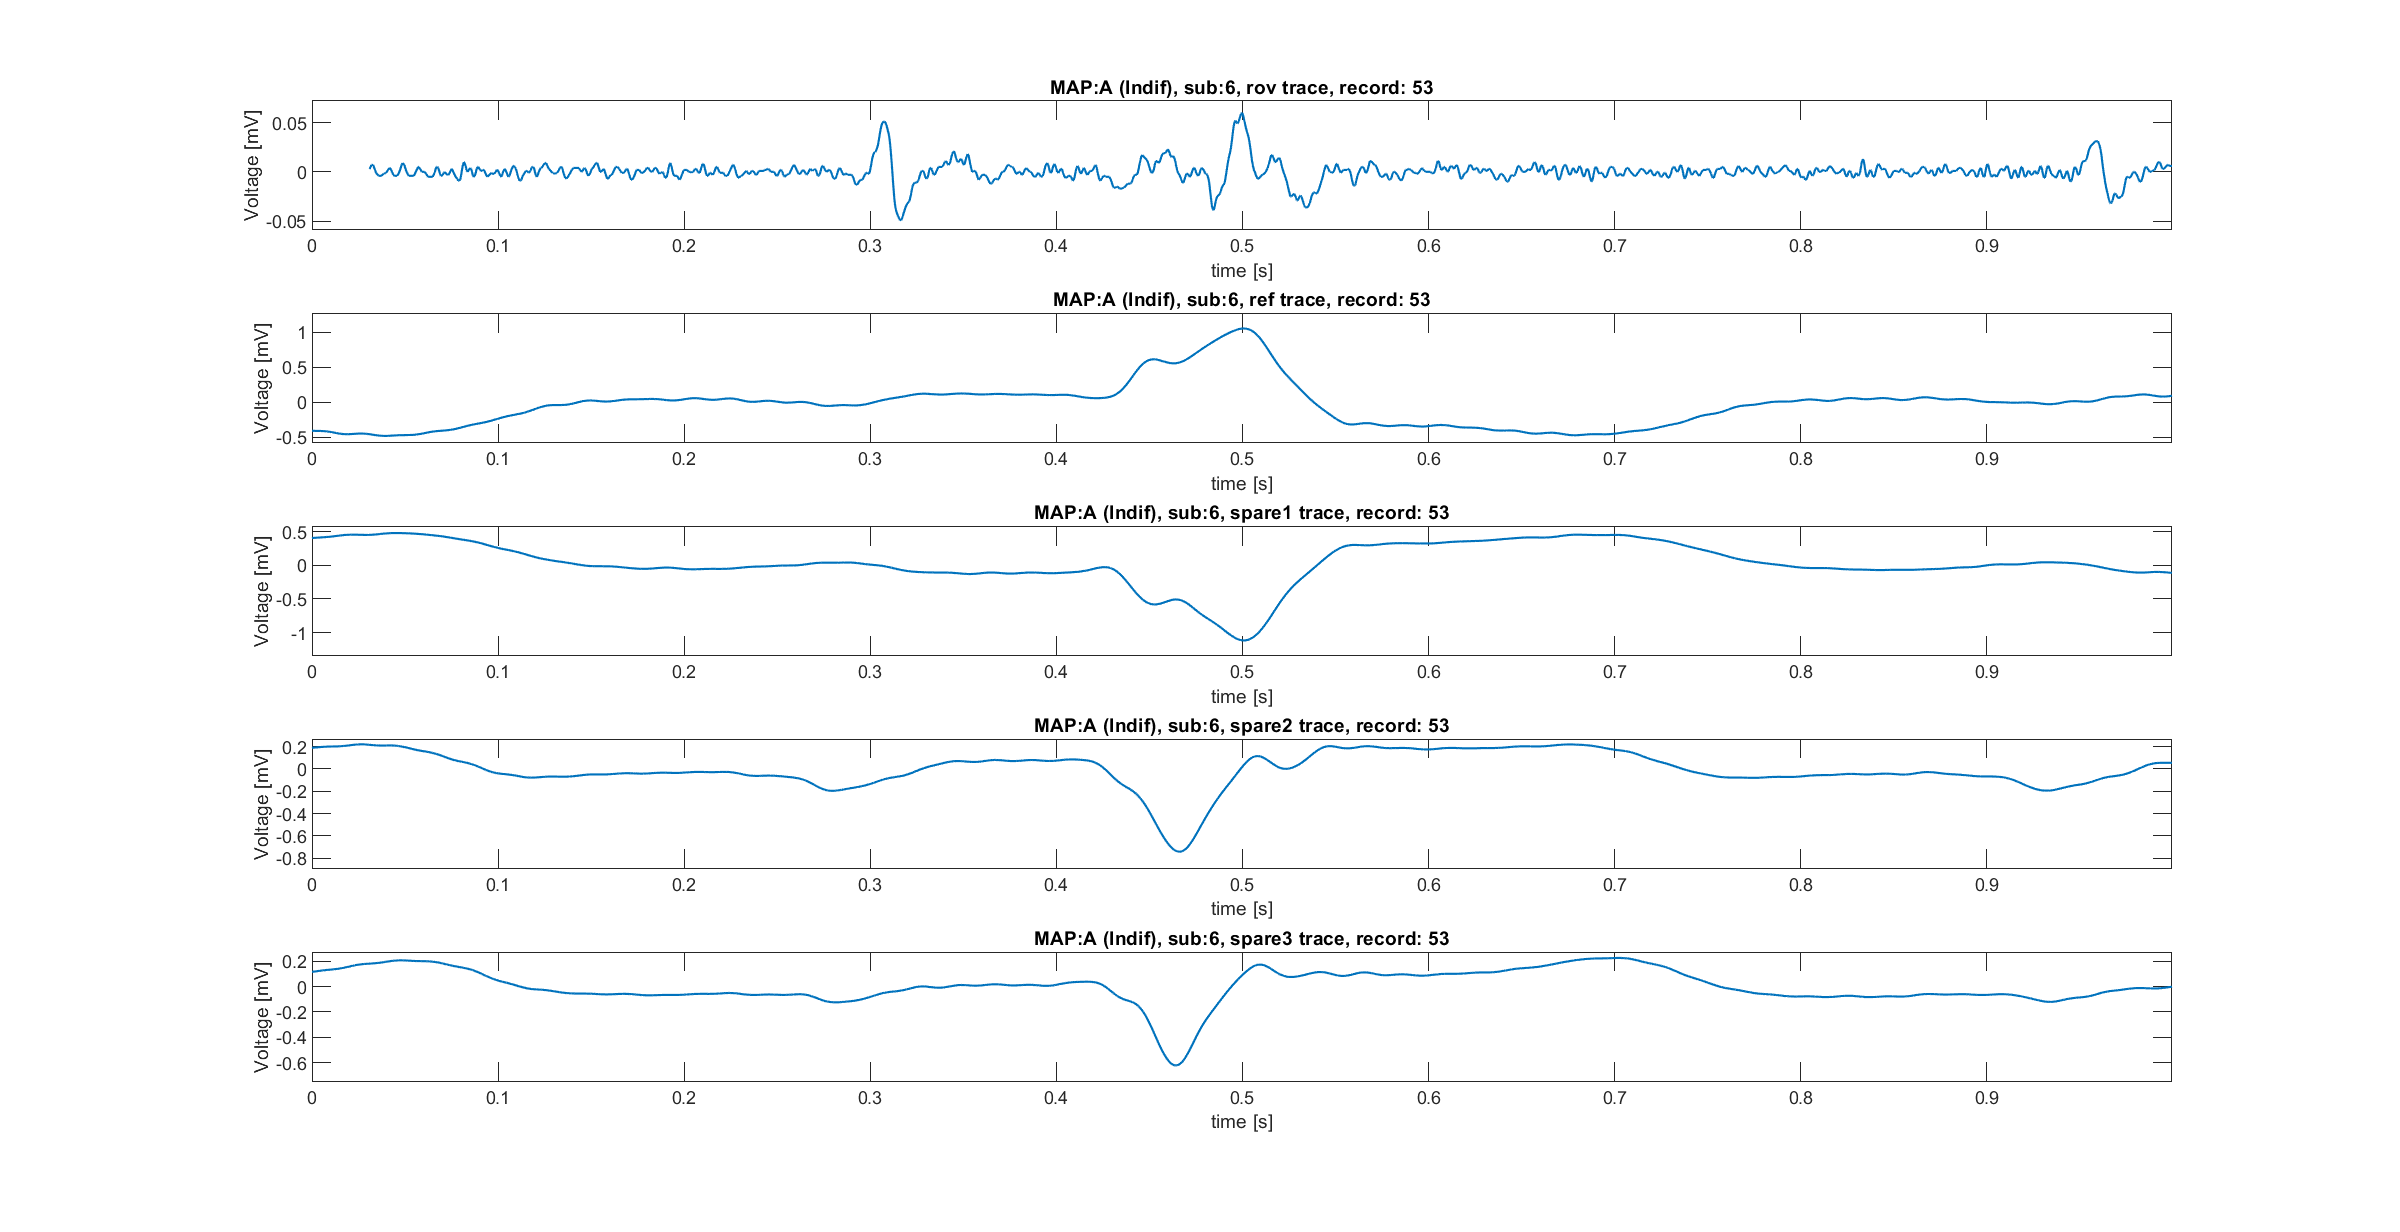 MAP:A (Indif), sub:6, rov trace, record: 53
Voltage [mV]
0.05
0
-0.05
0 0.1 0.2 0.3 0.4 0.5 0.6 0.7 0.8 0.9
time [s]
MAP:A (Indif), sub:6, ref trace, record: 53
Voltage [mV]
1
0.5
0
-0.5
0 0.1 0.2 0.3 0.4 0.5 0.6 0.7 0.8 0.9
time [s]
MAP:A (Indif), sub:6, spare1 trace, record: 53
Voltage [mV]
0.5
0
-0.5
-1
0 0.1 0.2 0.3 0.4 0.5 0.6 0.7 0.8 0.9
time [s]
MAP:A (Indif), sub:6, spare2 trace, record: 53
Voltage [mV]
0.2
0
-0.2
-0.4
-0.6
-0.8
0 0.1 0.2 0.3 0.4 0.5 0.6 0.7 0.8 0.9
time [s]
MAP:A (Indif), sub:6, spare3 trace, record: 53
Voltage [mV]
0.2
0
-0.2
-0.4
-0.6
0 0.1 0.2 0.3 0.4 0.5 0.6 0.7 0.8 0.9
time [s]